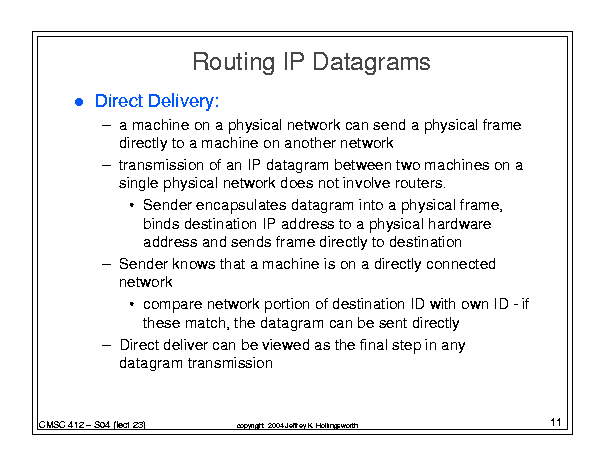 Routing IP Datagrams
● Direct Delivery:
– a machine on a physical network can send a physical frame
directly to a machine on another network
– transmission of an IP datagram between two machines on a
single physical network does not involve routers.
• Sender encapsulates datagram into a physical frame,
binds destination IP address to a physical hardware
address and sends frame directly to destination
– Sender knows that a machine is on a directly connected
network
• compare network portion of destination ID with own ID - if
these match, the datagram can be sent directly
– Direct deliver can be viewed as the final step in any
datagram transmission
CMSC 412 – S04 (lect 23)
copyright 2004 Jeffrey K. Hollingsworth
11